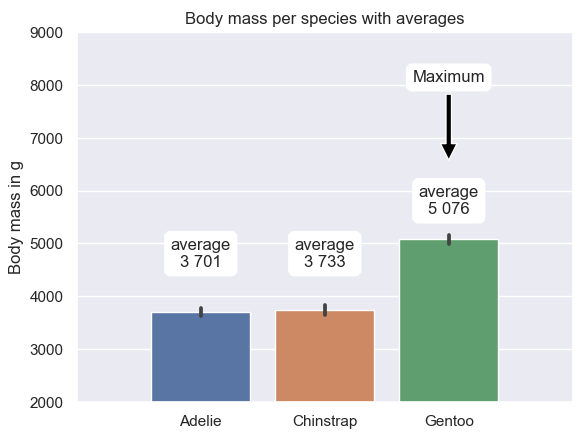 Body mass per species with averages
9000
8000
7000
6000
5000
4000
3000
2000
Body mass in g
Maximum
average
5 076
average
3 701
average
3 733
Adelie
Chinstrap
Gentoo